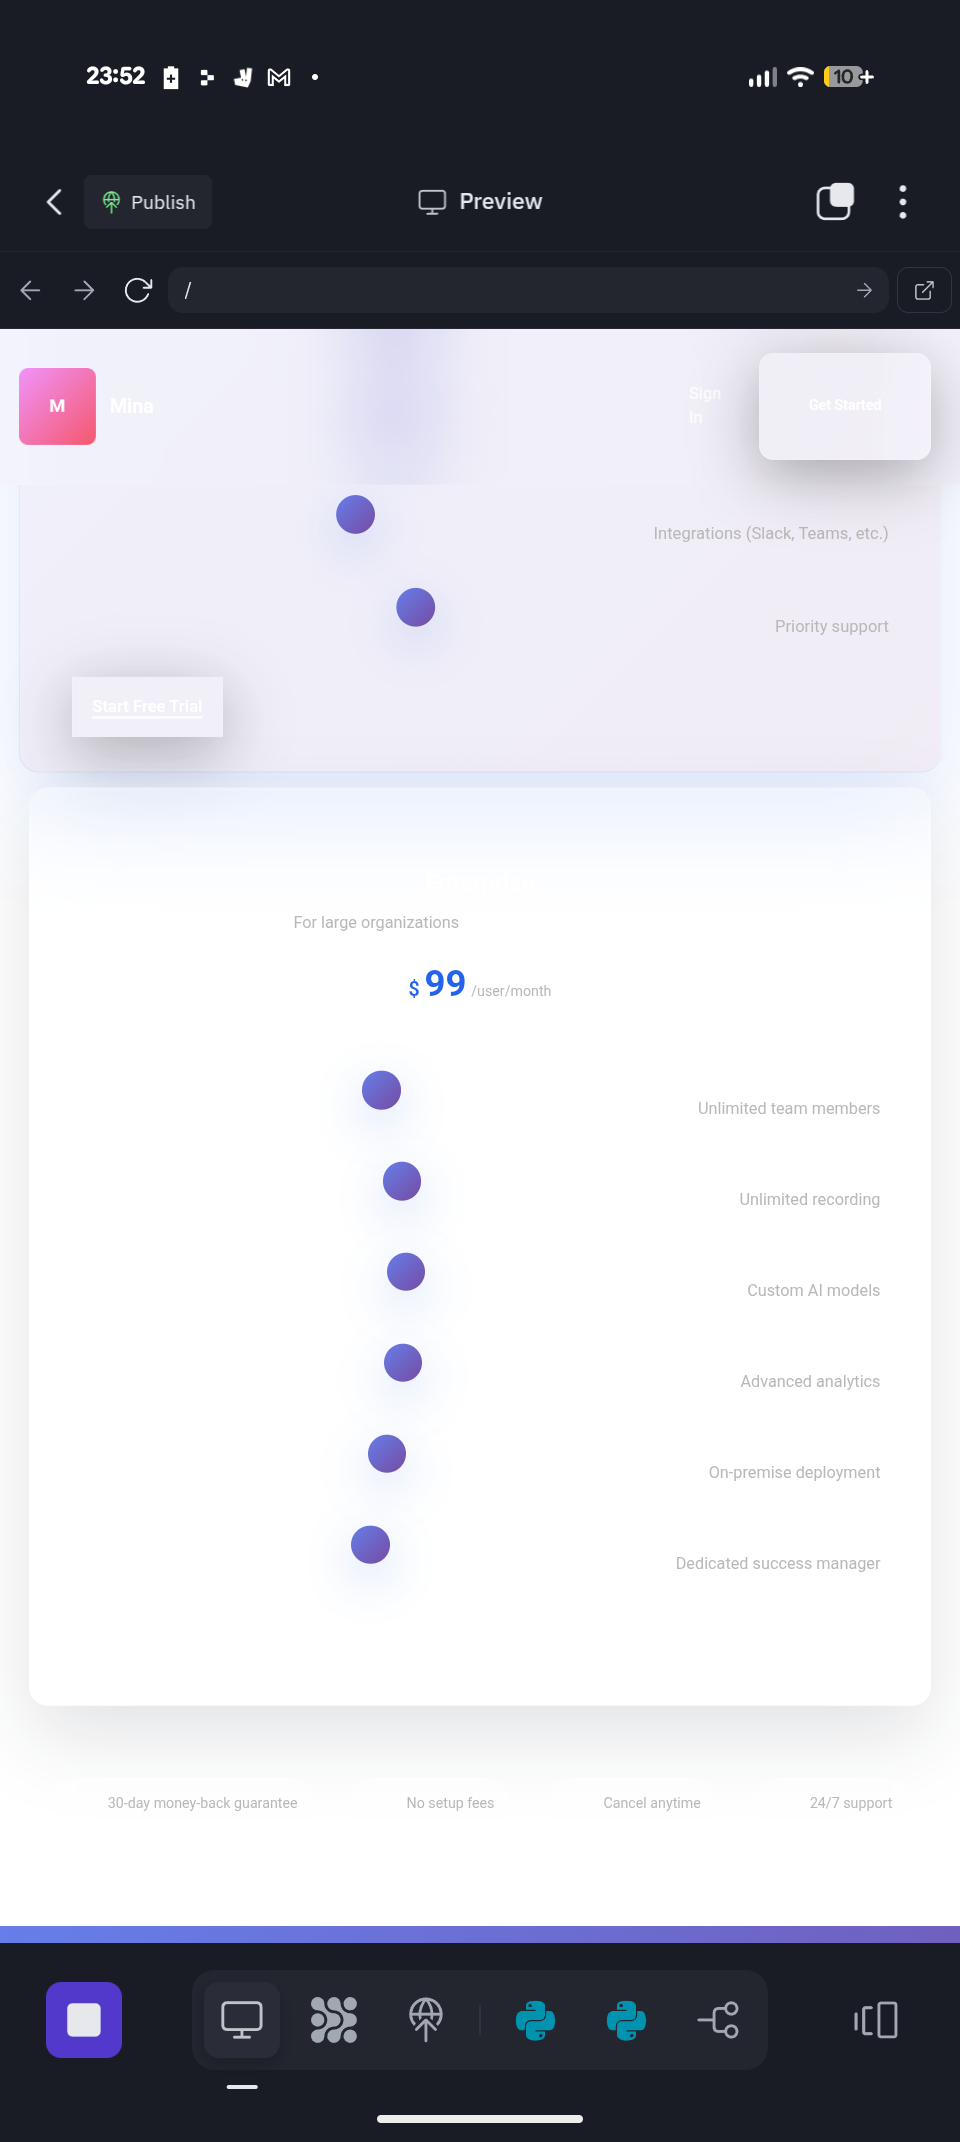 23:52
10+
Publish
Preview
/
M
Mina
Sign
In
Get Started
Integrations (Slack, Teams, etc.)
Priority support
Start Free Trial
Enterprise
For large organizations
$ 99 /user/month
Unlimited team members
Unlimited recording
Custom AI models
Advanced analytics
On-premise deployment
Dedicated success manager
30-day money-back guarantee
No setup fees
Cancel anytime
24/7 support